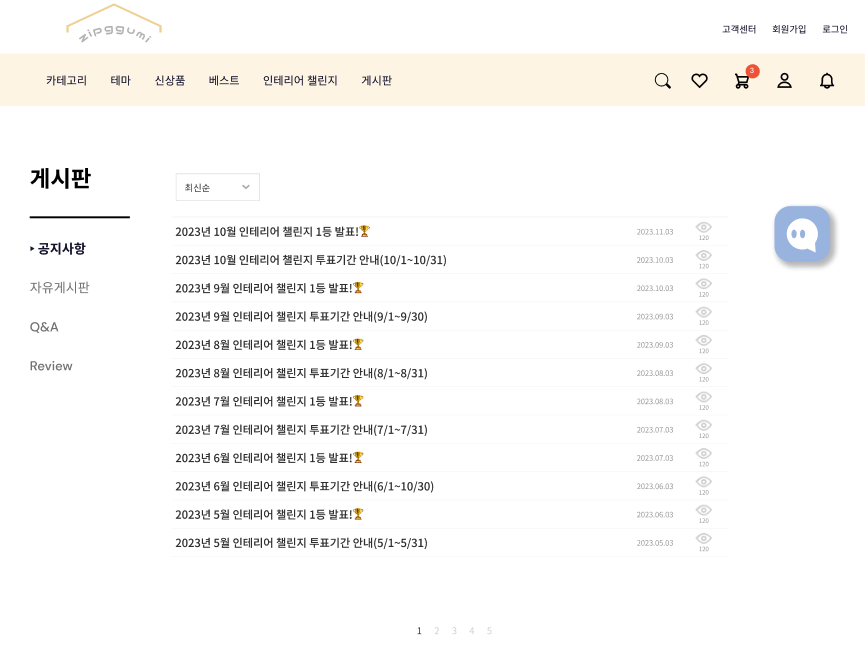 zipggumi
고객센터 회원가입 로그인
카테고리 테마 신상품 베스트 인테리어 챌린지 게시판
3
게시판
최신순
▸ 공지사항
자유게시판
Q&A
Review
2023년 10월 인테리어 챌린지 1등 발표!🏆 2023.11.03 120
2023년 10월 인테리어 챌린지 투표기간 안내(10/1~10/31) 2023.10.03 120
2023년 9월 인테리어 챌린지 1등 발표!🏆 2023.10.03 120
2023년 9월 인테리어 챌린지 투표기간 안내(9/1~9/30) 2023.09.03 120
2023년 8월 인테리어 챌린지 1등 발표!🏆 2023.09.03 120
2023년 8월 인테리어 챌린지 투표기간 안내(8/1~8/31) 2023.08.03 120
2023년 7월 인테리어 챌린지 1등 발표!🏆 2023.08.03 120
2023년 7월 인테리어 챌린지 투표기간 안내(7/1~7/31) 2023.07.03 120
2023년 6월 인테리어 챌린지 1등 발표!🏆 2023.07.03 120
2023년 6월 인테리어 챌린지 투표기간 안내(6/1~10/30) 2023.06.03 120
2023년 5월 인테리어 챌린지 1등 발표!🏆 2023.06.03 120
2023년 5월 인테리어 챌린지 투표기간 안내(5/1~5/31) 2023.05.03 120
1 2 3 4 5